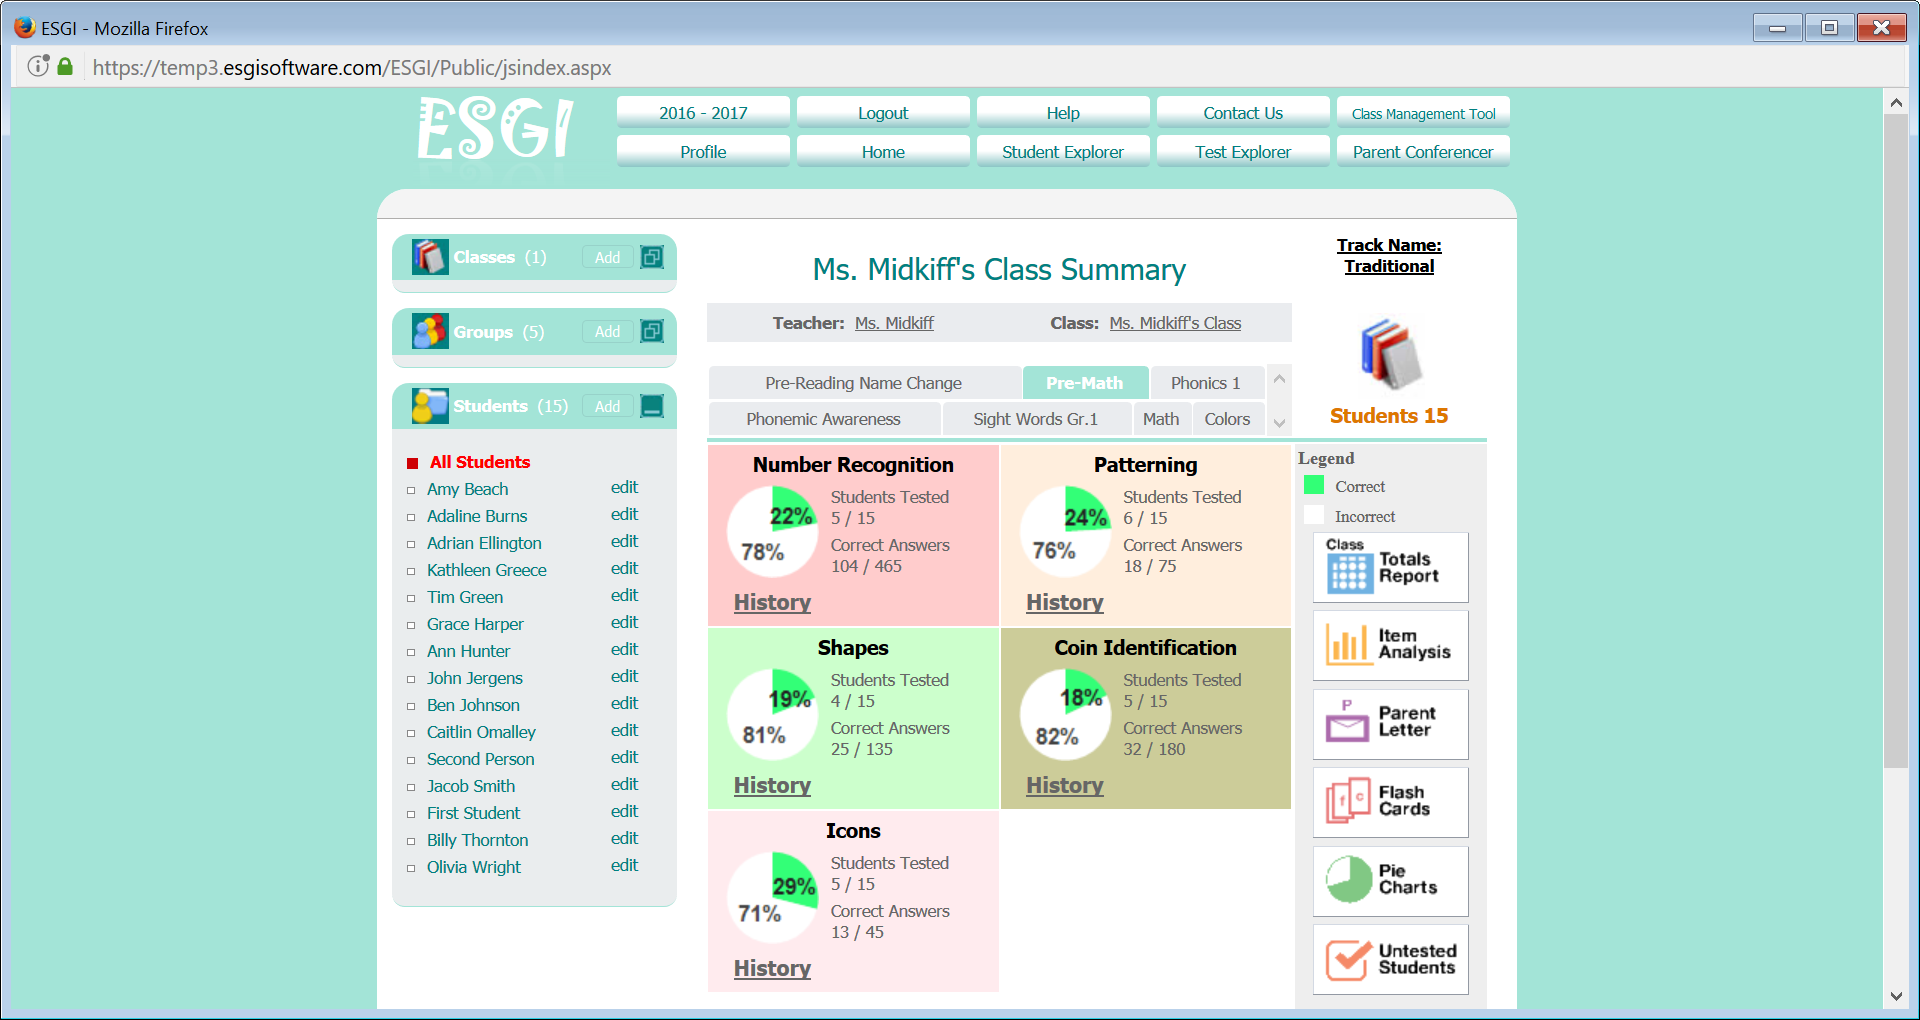 ESGI - Mozilla Firefox
https://temp3.esgisoftware.com/ESGI/Public/jsindex.aspx
ESGI
2016 - 2017
Logout
Help
Contact Us
Class Management Tool
Profile
Home
Student Explorer
Test Explorer
Parent Conferencer
Classes (1)
Add
Groups (5)
Add
Students (15)
Add
All Students
Amy Beach edit
Adaline Burns edit
Adrian Ellington edit
Kathleen Greece edit
Tim Green edit
Grace Harper edit
Ann Hunter edit
John Jergens edit
Ben Johnson edit
Caitlin Omalley edit
Second Person edit
Jacob Smith edit
First Student edit
Billy Thornton edit
Olivia Wright edit
Ms. Midkiff's Class Summary
Teacher: Ms. Midkiff
Class: Ms. Midkiff's Class
Track Name:
Traditional
Students 15
Pre-Reading Name Change
Pre-Math
Phonics 1
Phonemic Awareness
Sight Words Gr.1
Math
Colors
Number Recognition
22%
78%
Students Tested
5 / 15
Correct Answers
104 / 465
History
Patterning
24%
76%
Students Tested
6 / 15
Correct Answers
18 / 75
History
Shapes
19%
81%
Students Tested
4 / 15
Correct Answers
25 / 135
History
Coin Identification
18%
82%
Students Tested
5 / 15
Correct Answers
32 / 180
History
Icons
29%
71%
Students Tested
5 / 15
Correct Answers
13 / 45
History
Legend
Correct
Incorrect
Class
Totals
Report
Item
Analysis
P
Parent
Letter
f c
Flash
Cards
Pie
Charts
Untested
Students